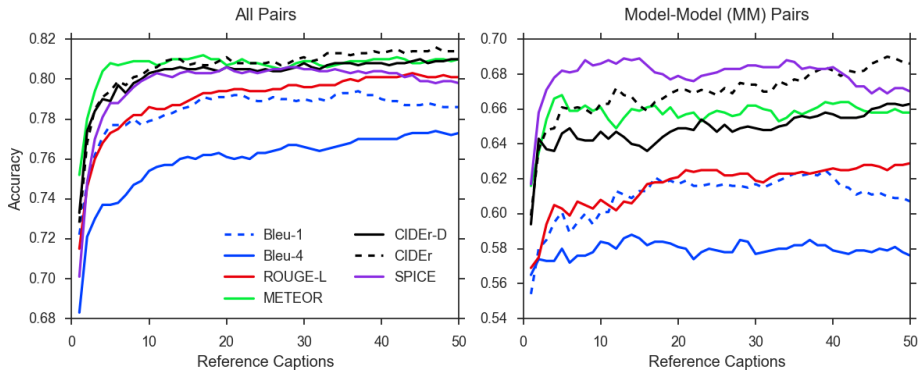 All Pairs
Accuracy
0.82
0.80
0.78
0.76
0.74
0.72
0.70
0.68
Bleu-1
Bleu-4
ROUGE-L
METEOR
CIDEr-D
CIDEr
SPICE
0 10 20 30 40 50
Reference Captions
Model-Model (MM) Pairs
0.70
0.68
0.66
0.64
0.62
0.60
0.58
0.56
0.54
0 10 20 30 40 50
Reference Captions